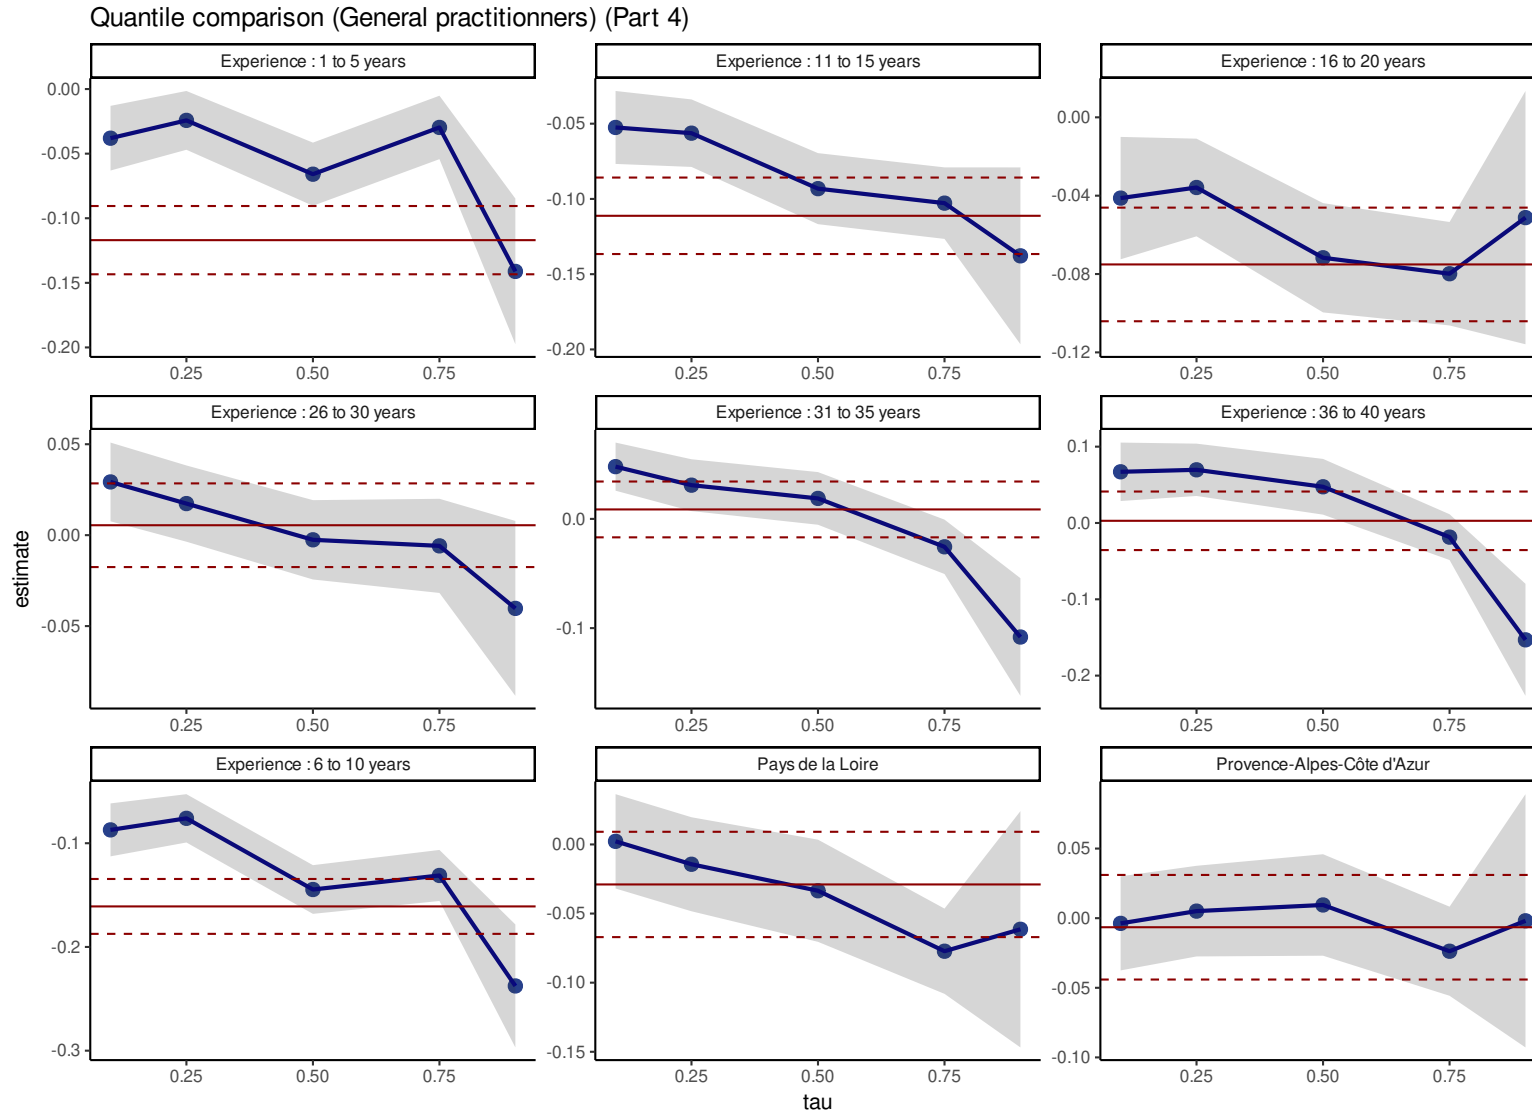 Quantile comparison (General practitionners) (Part 4)
Experience : 1 to 5 years
Experience : 11 to 15 years
Experience : 16 to 20 years
0.00
-0.05
-0.10
-0.15
-0.20
0.25 0.50 0.75
-0.05
-0.10
-0.15
-0.20
0.25 0.50 0.75
0.00
-0.04
-0.08
-0.12
0.25 0.50 0.75
Experience : 26 to 30 years
Experience : 31 to 35 years
Experience : 36 to 40 years
estimate
0.05
0.00
-0.05
0.25 0.50 0.75
0.0
-0.1
0.25 0.50 0.75
0.1
0.0
-0.1
-0.2
0.25 0.50 0.75
Experience : 6 to 10 years
Pays de la Loire
Provence-Alpes-Côte d'Azur
-0.1
-0.2
-0.3
0.25 0.50 0.75
0.00
-0.05
-0.10
-0.15
0.25 0.50 0.75
0.05
0.00
-0.05
-0.10
0.25 0.50 0.75
tau